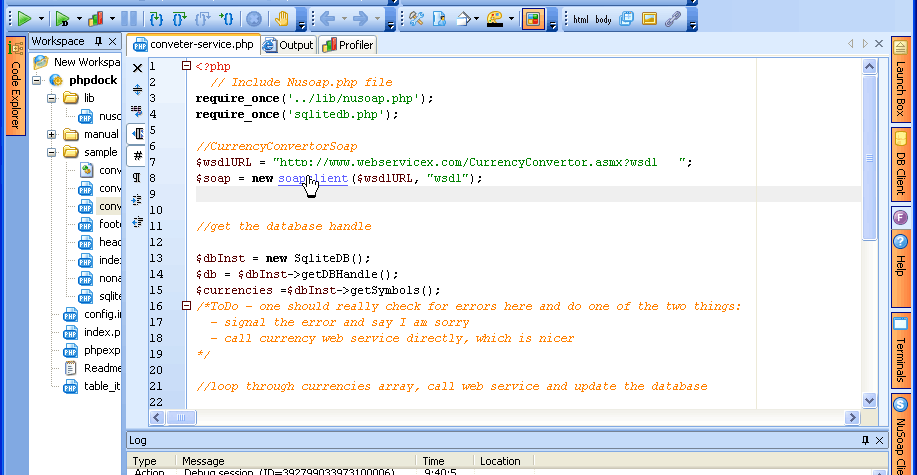 html body
Workspace
conveter-service.php
Output
Profiler
Code Explorer
New Workspa
phpdock
lib
nuso
manual
sample
conv
conv
conv
foote
head
index
nona
sqlite
config.in
index.p
phpexp
Readme
table_it
1 <?php
2 // Include Nusoap.php file
3 require_once('../lib/nusoap.php');
4 require_once('sqlitedb.php');
5
6 //CurrencyConvertorSoap
7 $wsdlURL = "http://www.webservicex.com/CurrencyConvertor.asmx?wsdl   ";
8 $soap = new soapclient($wsdlURL, "wsdl");
9
10
11 //get the database handle
12
13 $dbInst = new SqliteDB();
14 $db = $dbInst->getDBHandle();
15 $currencies =$dbInst->getSymbols();
16 /*ToDo - one should really check for errors here and do one of the two things:
17 - signal the error and say I am sorry
18 - call currency web service directly, which is nicer
19 */
20
21 //loop through currencies array, call web service and update the database
22
Launch Box
DB Client
Help
Terminals
NuSoap Clie
Log
Type Message Time Location
Action Debug session (ID=392799033973100006) 9:40:5